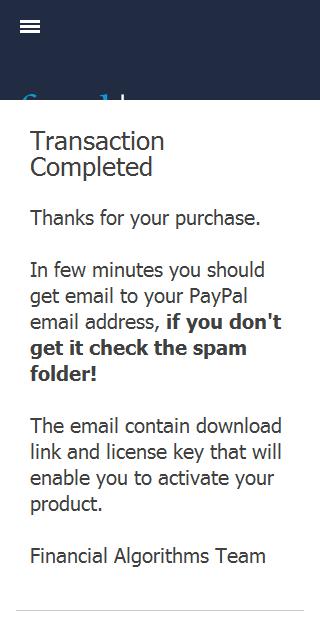 Transaction
Completed
Thanks for your purchase.
In few minutes you should
get email to your PayPal
email address, if you don't
get it check the spam
folder!
The email contain download
link and license key that will
enable you to activate your
product.
Financial Algorithms Team